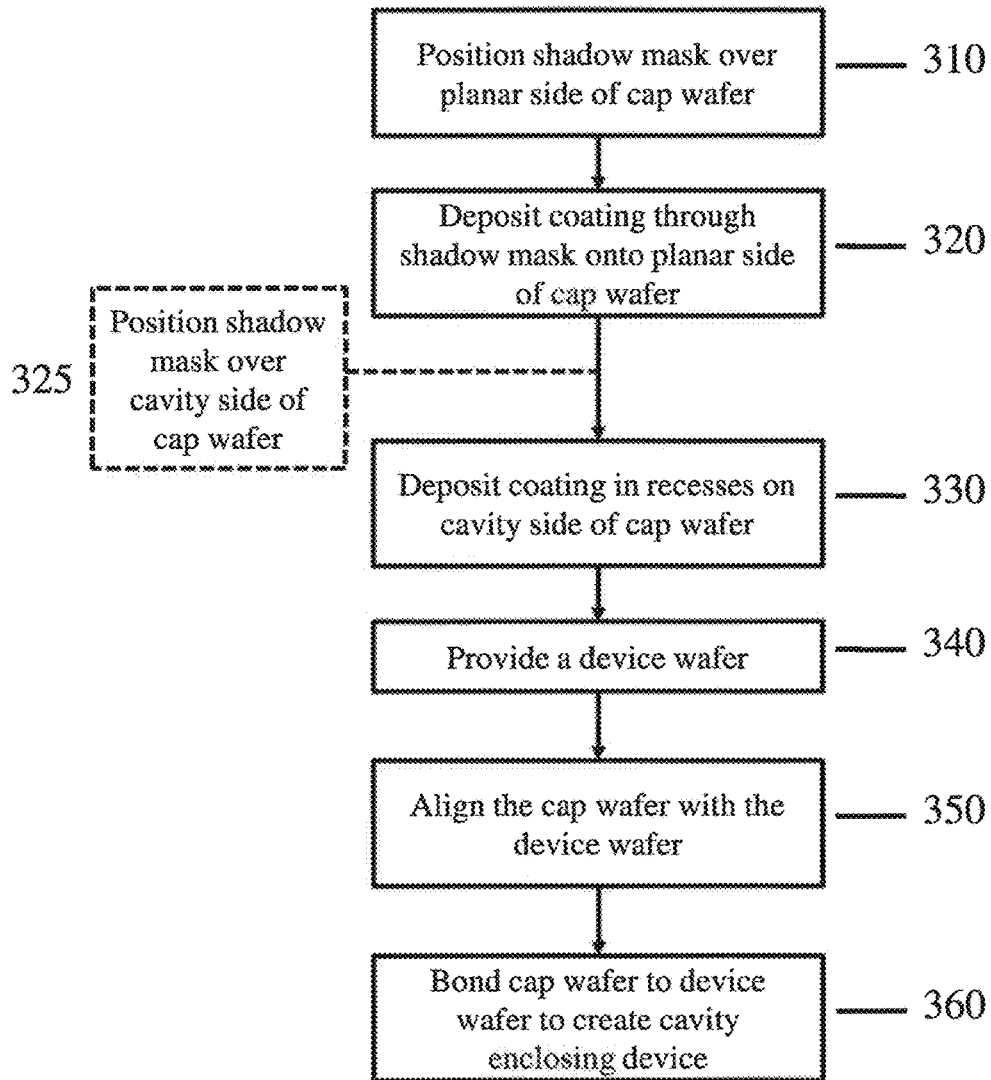 Position shadow mask over
planar side of cap wafer
310
Deposit coating through
shadow mask onto planar side
of cap wafer
320
Position shadow
mask over
cavity side of
cap wafer
325
Deposit coating in recesses on
cavity side of cap wafer
330
Provide a device wafer
340
Align the cap wafer with the
device wafer
350
Bond cap wafer to device
wafer to create cavity
enclosing device
360